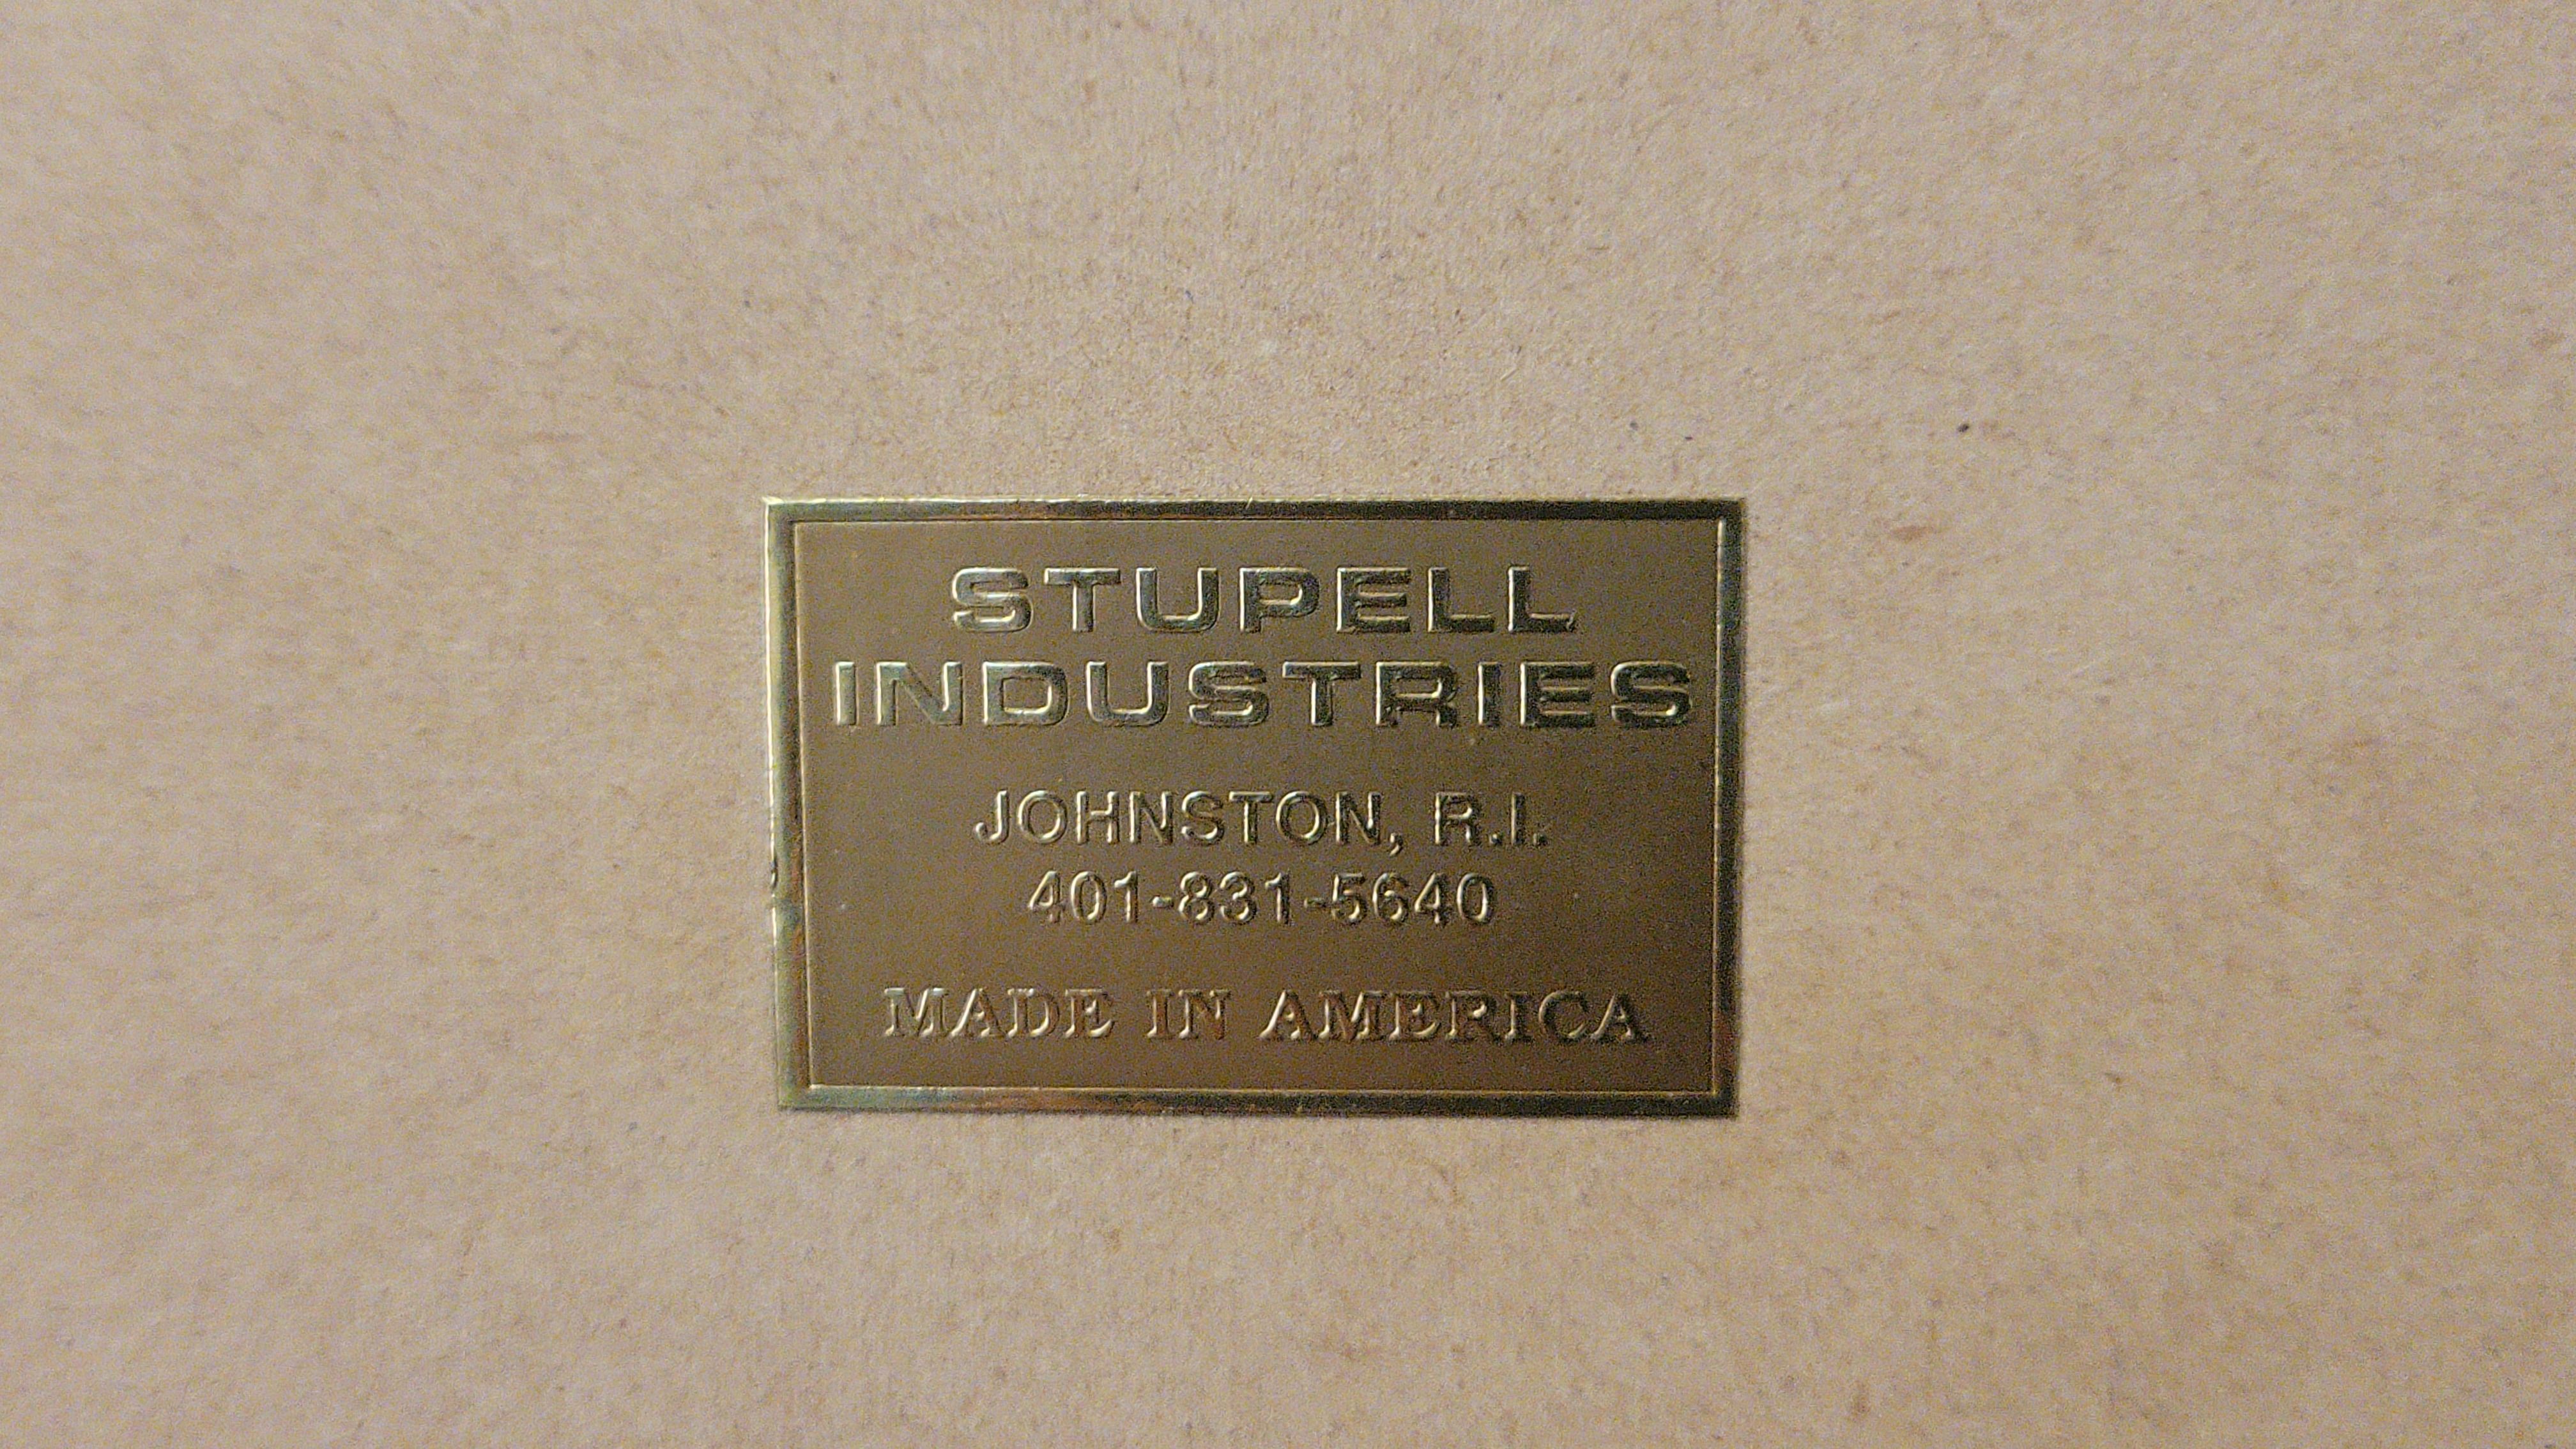 STUPELL
INDUSTRIES
JOHNSTON, R.I.
401-831-5640
MADE IN AMERICA